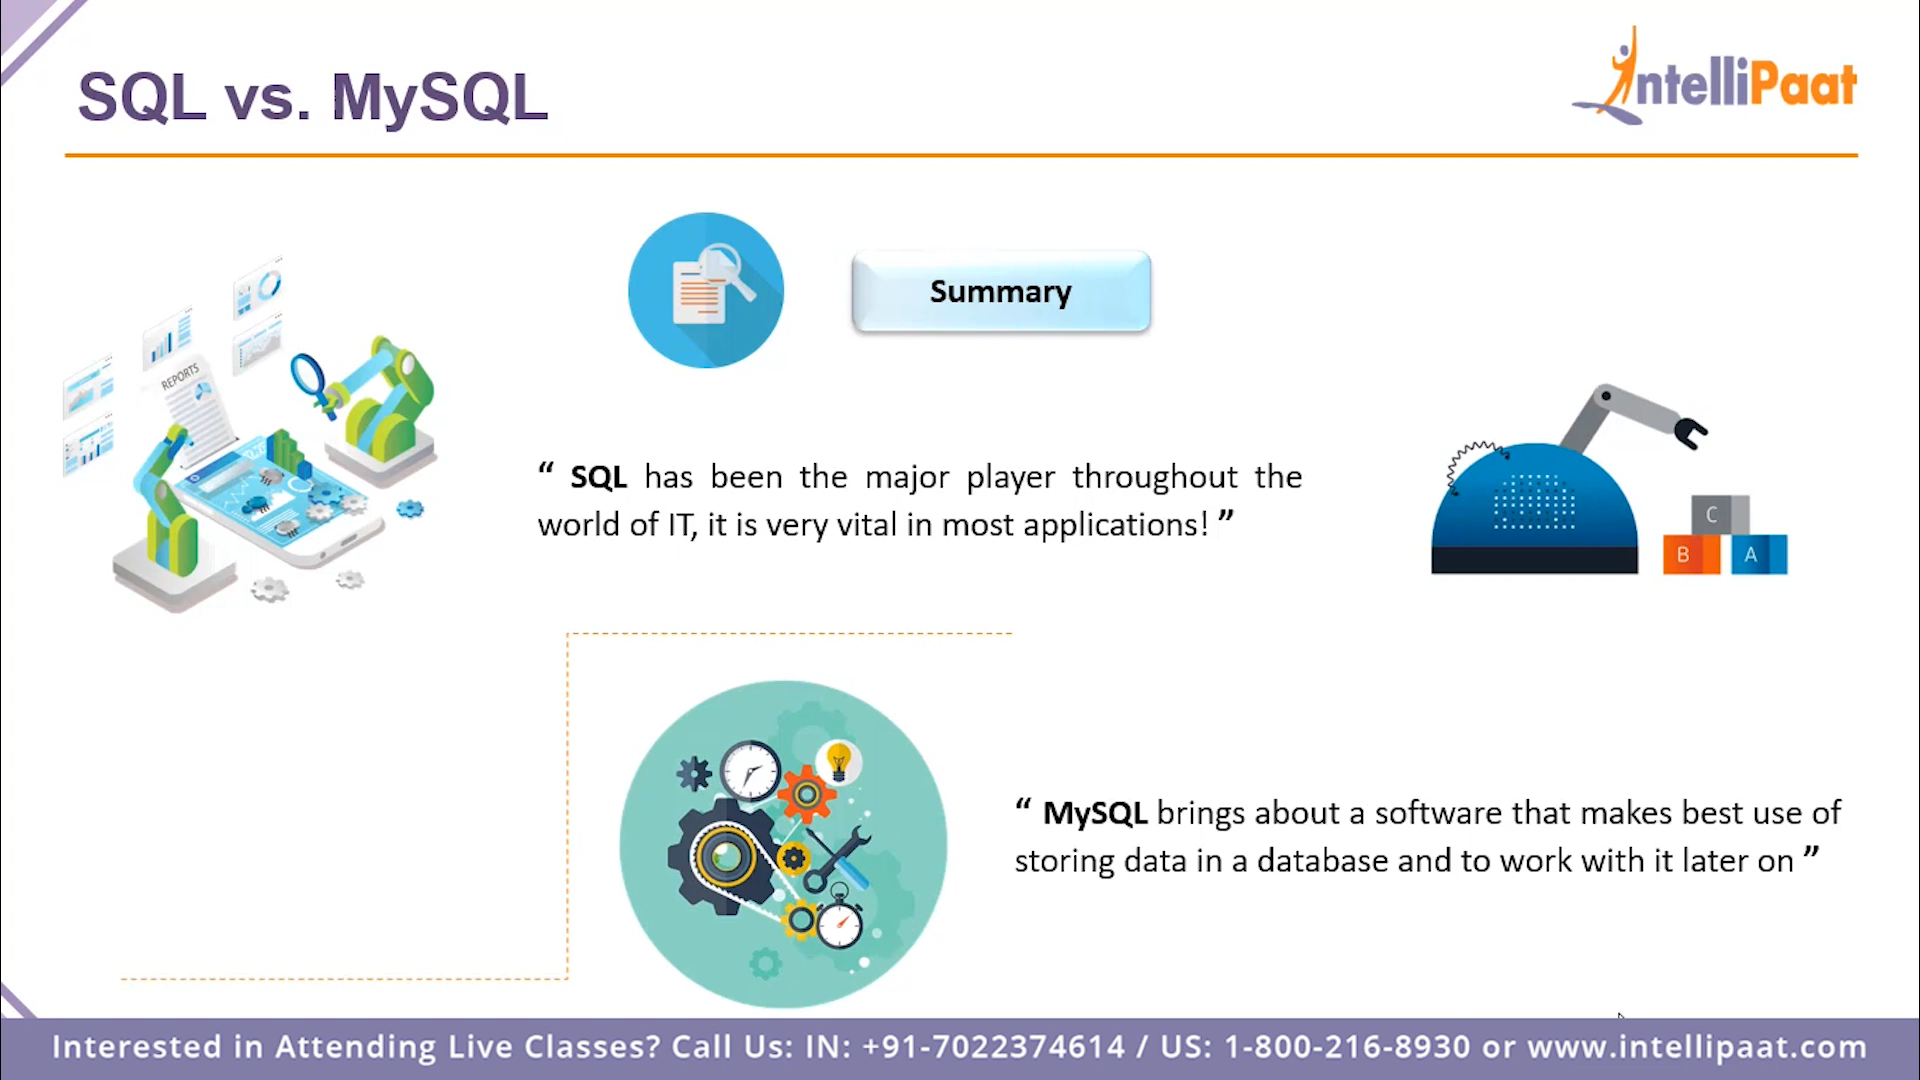 SQL vs. MySQL
IntelliPaat
Summary
REPORTS
“ SQL has been the major player throughout the
world of IT, it is very vital in most applications! ”
C
B A
“ MySQL brings about a software that makes best use of
storing data in a database and to work with it later on ”
Interested in Attending Live Classes? Call Us: IN: +91-7022374614 / US: 1-800-216-8930 or www.intellipaat.com